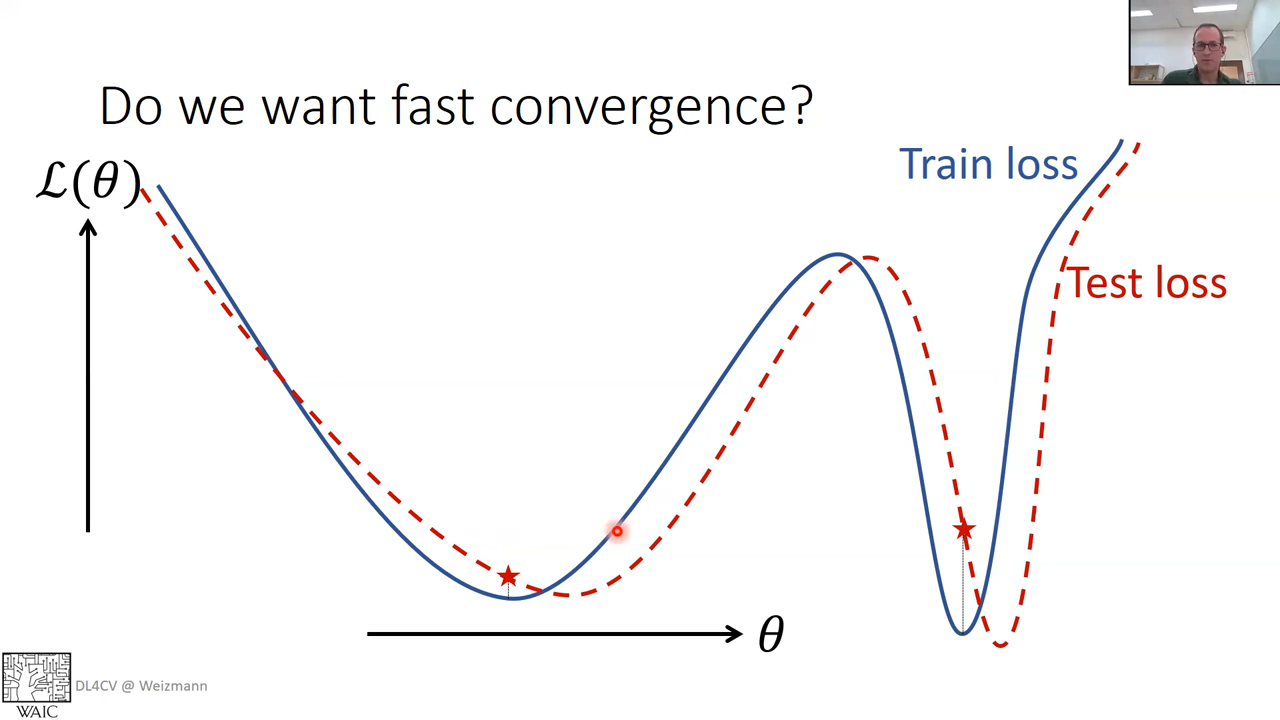 Do we want fast convergence?
ℒ(θ)
Train loss
Test loss
θ
DL4CV @ Weizmann
WAIC